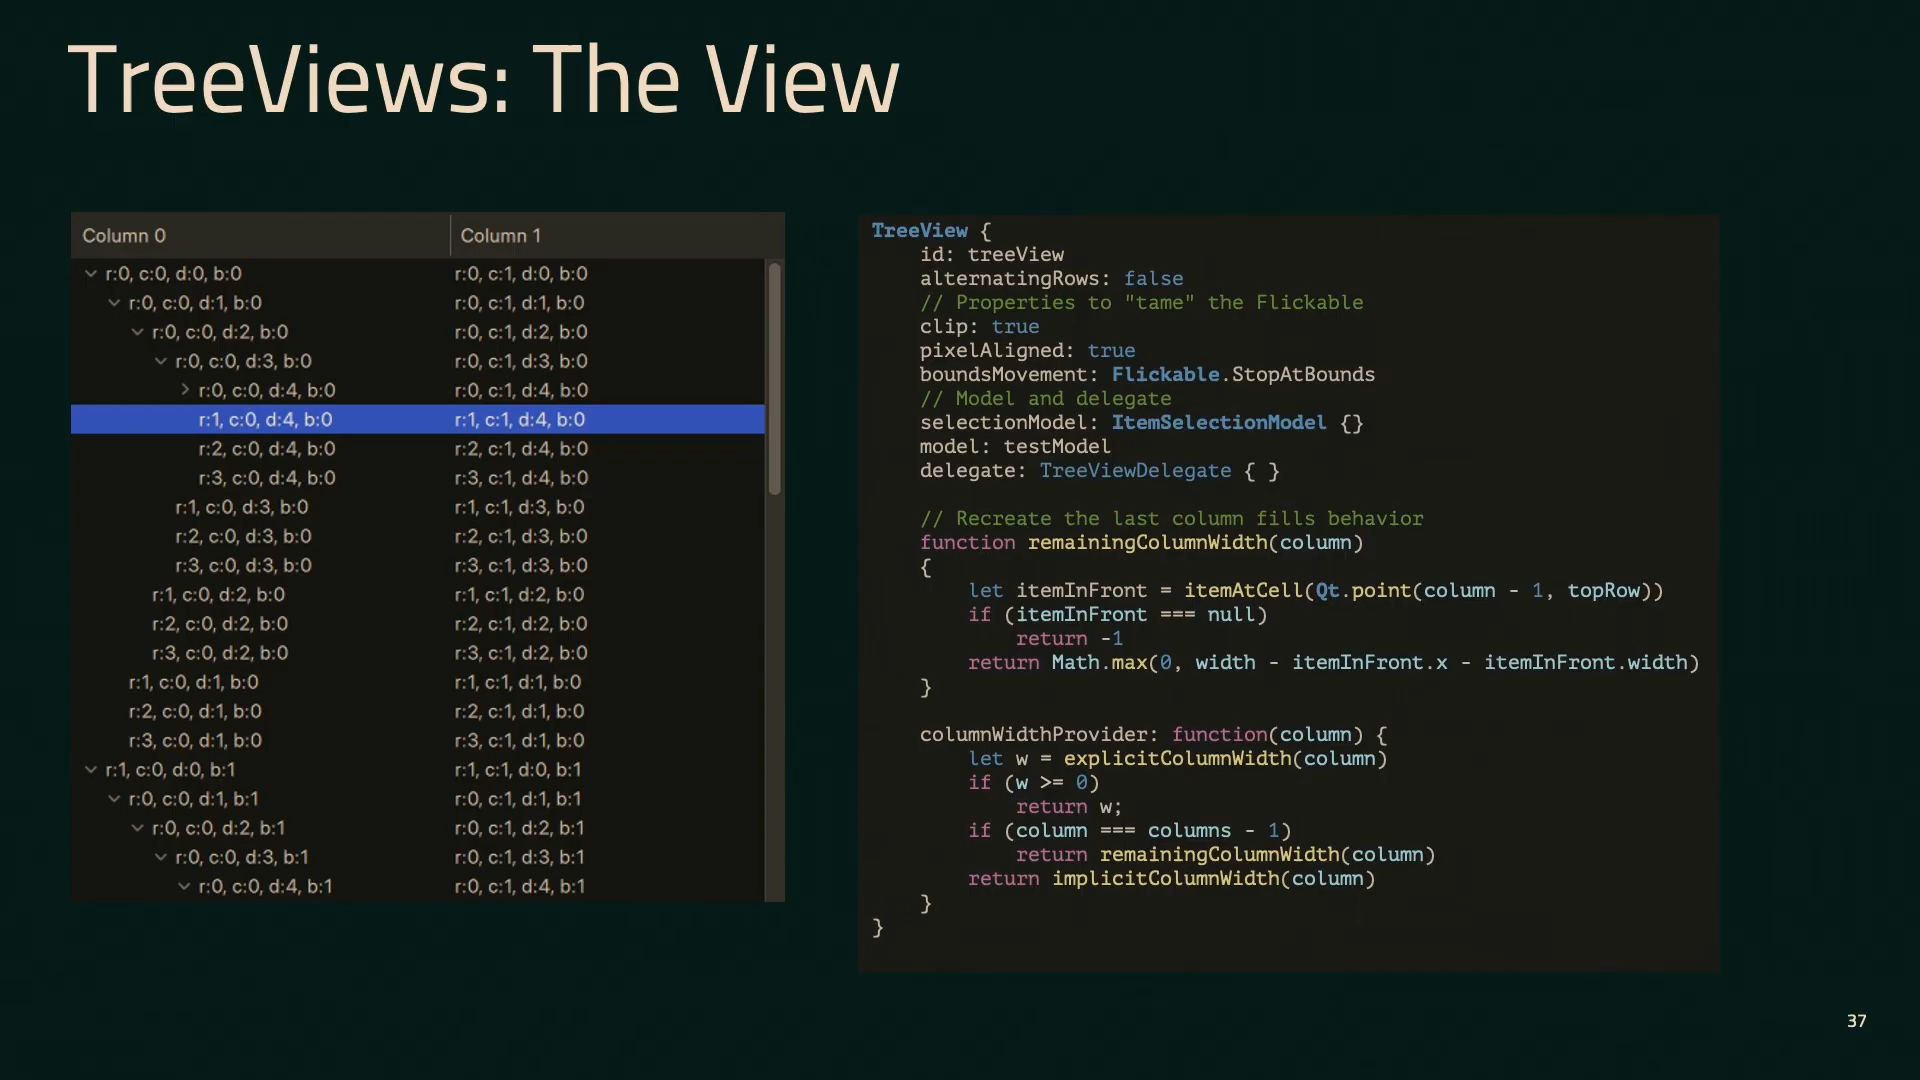 TreeViews: The View
Column 0 Column 1
r:0, c:0, d:0, b:0 r:0, c:1, d:0, b:0
r:0, c:0, d:1, b:0 r:0, c:1, d:1, b:0
r:0, c:0, d:2, b:0 r:0, c:1, d:2, b:0
r:0, c:0, d:3, b:0 r:0, c:1, d:3, b:0
r:0, c:0, d:4, b:0 r:0, c:1, d:4, b:0
r:1, c:0, d:4, b:0 r:1, c:1, d:4, b:0
r:2, c:0, d:4, b:0 r:2, c:1, d:4, b:0
r:3, c:0, d:4, b:0 r:3, c:1, d:4, b:0
r:1, c:0, d:3, b:0 r:1, c:1, d:3, b:0
r:2, c:0, d:3, b:0 r:2, c:1, d:3, b:0
r:3, c:0, d:3, b:0 r:3, c:1, d:3, b:0
r:1, c:0, d:2, b:0 r:1, c:1, d:2, b:0
r:2, c:0, d:2, b:0 r:2, c:1, d:2, b:0
r:3, c:0, d:2, b:0 r:3, c:1, d:2, b:0
r:1, c:0, d:1, b:0 r:1, c:1, d:1, b:0
r:2, c:0, d:1, b:0 r:2, c:1, d:1, b:0
r:3, c:0, d:1, b:0 r:3, c:1, d:1, b:0
r:1, c:0, d:0, b:1 r:1, c:1, d:0, b:1
r:0, c:0, d:1, b:1 r:0, c:1, d:1, b:1
r:0, c:0, d:2, b:1 r:0, c:1, d:2, b:1
r:0, c:0, d:3, b:1 r:0, c:1, d:3, b:1
r:0, c:0, d:4, b:1 r:0, c:1, d:4, b:1
TreeView {
    id: treeView
    alternatingRows: false
    // Properties to "tame" the Flickable
    clip: true
    pixelAligned: true
    boundsMovement: Flickable.StopAtBounds
    // Model and delegate
    selectionModel: ItemSelectionModel {}
    model: testModel
    delegate: TreeViewDelegate { }
    // Recreate the last column fills behavior
    function remainingColumnWidth(column)
    {
        let itemInFront = itemAtCell(Qt.point(column - 1, topRow))
        if (itemInFront === null)
            return -1
        return Math.max(0, width - itemInFront.x - itemInFront.width)
    }
    columnWidthProvider: function(column) {
        let w = explicitColumnWidth(column)
        if (w >= 0)
            return w;
        if (column === columns - 1)
            return remainingColumnWidth(column)
        return implicitColumnWidth(column)
    }
}
37